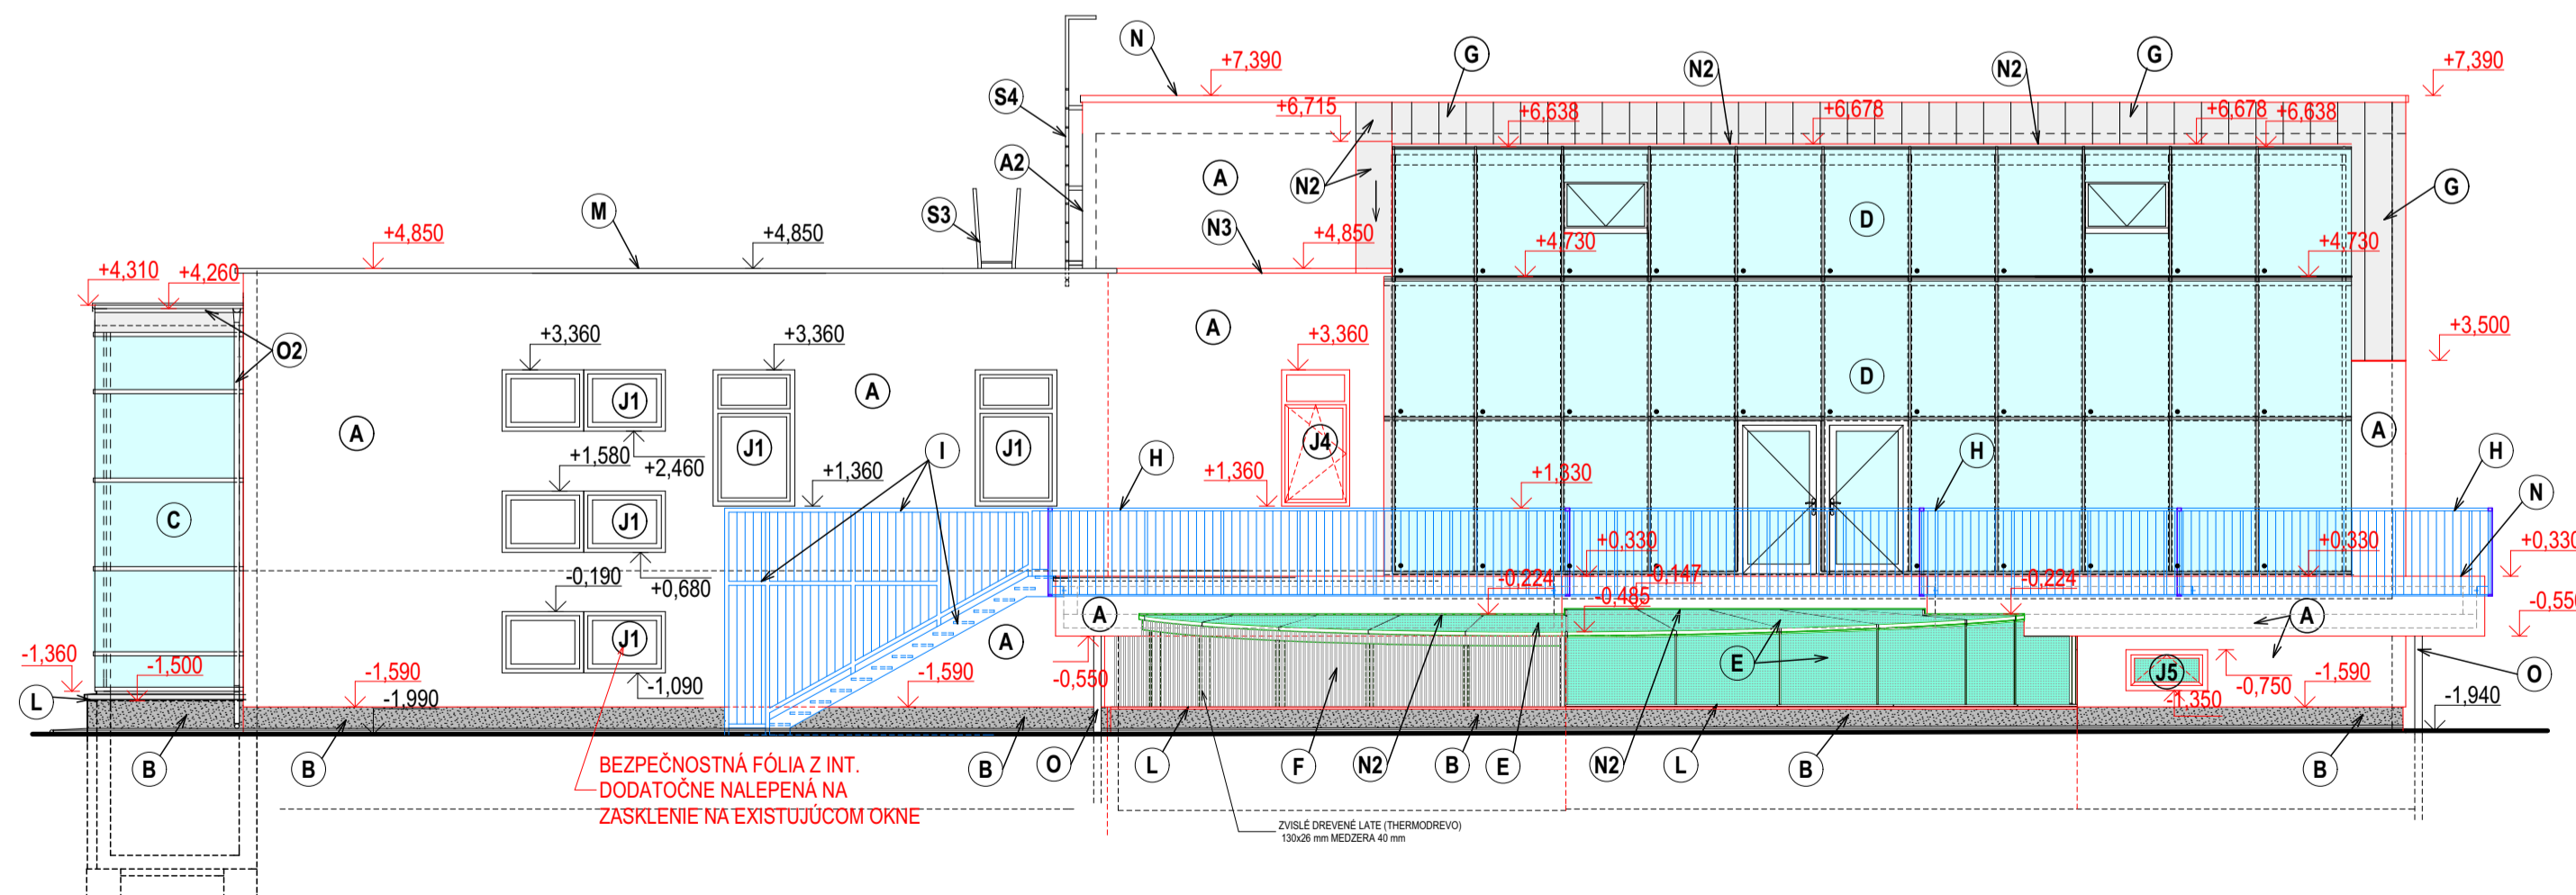 N
G
G
+7,390
+7,390
N2
N2
S4
+6,715
+6,638
+6,678
+6,678
+6,638
A2
A
N2
G
M
S3
N3
D
+4,850
+4,850
+4,850
+4,730
+4,730
+4,310
+4,260
O2
A
+3,360
+3,360
+3,360
+3,500
J1
A
D
A
J1
J1
J4
A
I
H
H
H
+2,460
+1,580
+1,360
+1,360
+1,330
N
C
J1
+0,680
+0,330
+0,330
+0,330
-0,190
-0,224
-0,147
-0,224
-0,485
-0,550
A
A
A
J1
E
-1,360
-1,500
-1,590
-1,990
-1,090
-1,590
-0,550
J5
-0,750
-1,350
-1,590
-1,940
O
L
B
B
B
O
L
F
N2
B
E
N2
L
B
B
BEZPEČNOSTNÁ FÓLIA Z INT.
DODATOČNE NALEPENÁ NA
ZASKLENIE NA EXISTUJÚCOM OKNE
ZVISLÉ DREVENÉ LATE (THERMODREVO)
130x26 mm MEDZERA 40 mm